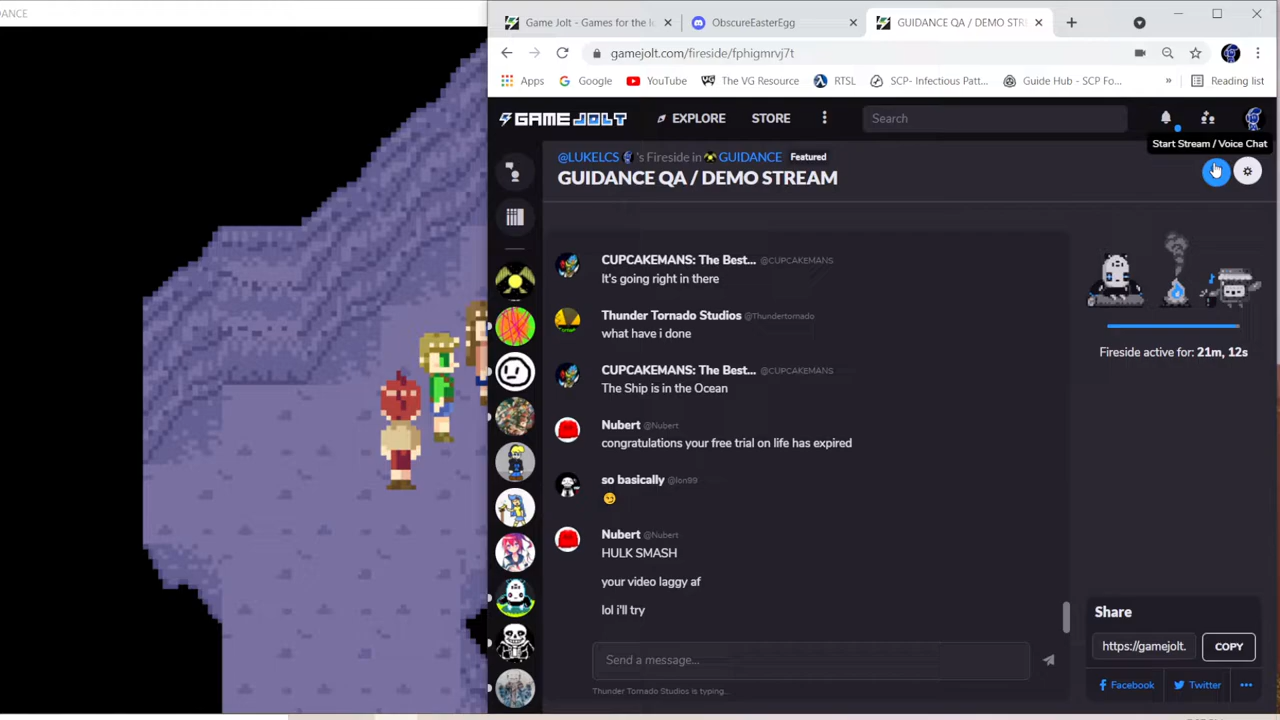 DANCE
Game Jolt - Games for the l
ObscureEasterEgg
GUIDANCE QA / DEMO STRE
gamejolt.com/fireside/fphigmrvj7t
Apps
Google
YouTube
The VG Resource
RTSL
SCP- Infectious Patt...
Guide Hub - SCP Fo...
»
Reading list
GAME JOLT
EXPLORE
STORE
Search
Start Stream / Voice Chat
@LUKELCS 's Fireside in GUIDANCE Featured
GUIDANCE QA / DEMO STREAM
CUPCAKEMANS: The Best... @CUPCAKEMANS
It's going right in there
Thunder Tornado Studios @Thundertornado
what have i done
CUPCAKEMANS: The Best... @CUPCAKEMANS
The Ship is in the Ocean
Nubert @Nubert
congratulations your free trial on life has expired
so basically @lon99
😏
Nubert @Nubert
HULK SMASH
your video laggy af
lol i'll try
Fireside active for: 21m, 12s
Send a message...
Thunder Tornado Studios is typing...
Share
https://gamejolt.
COPY
Facebook
Twitter